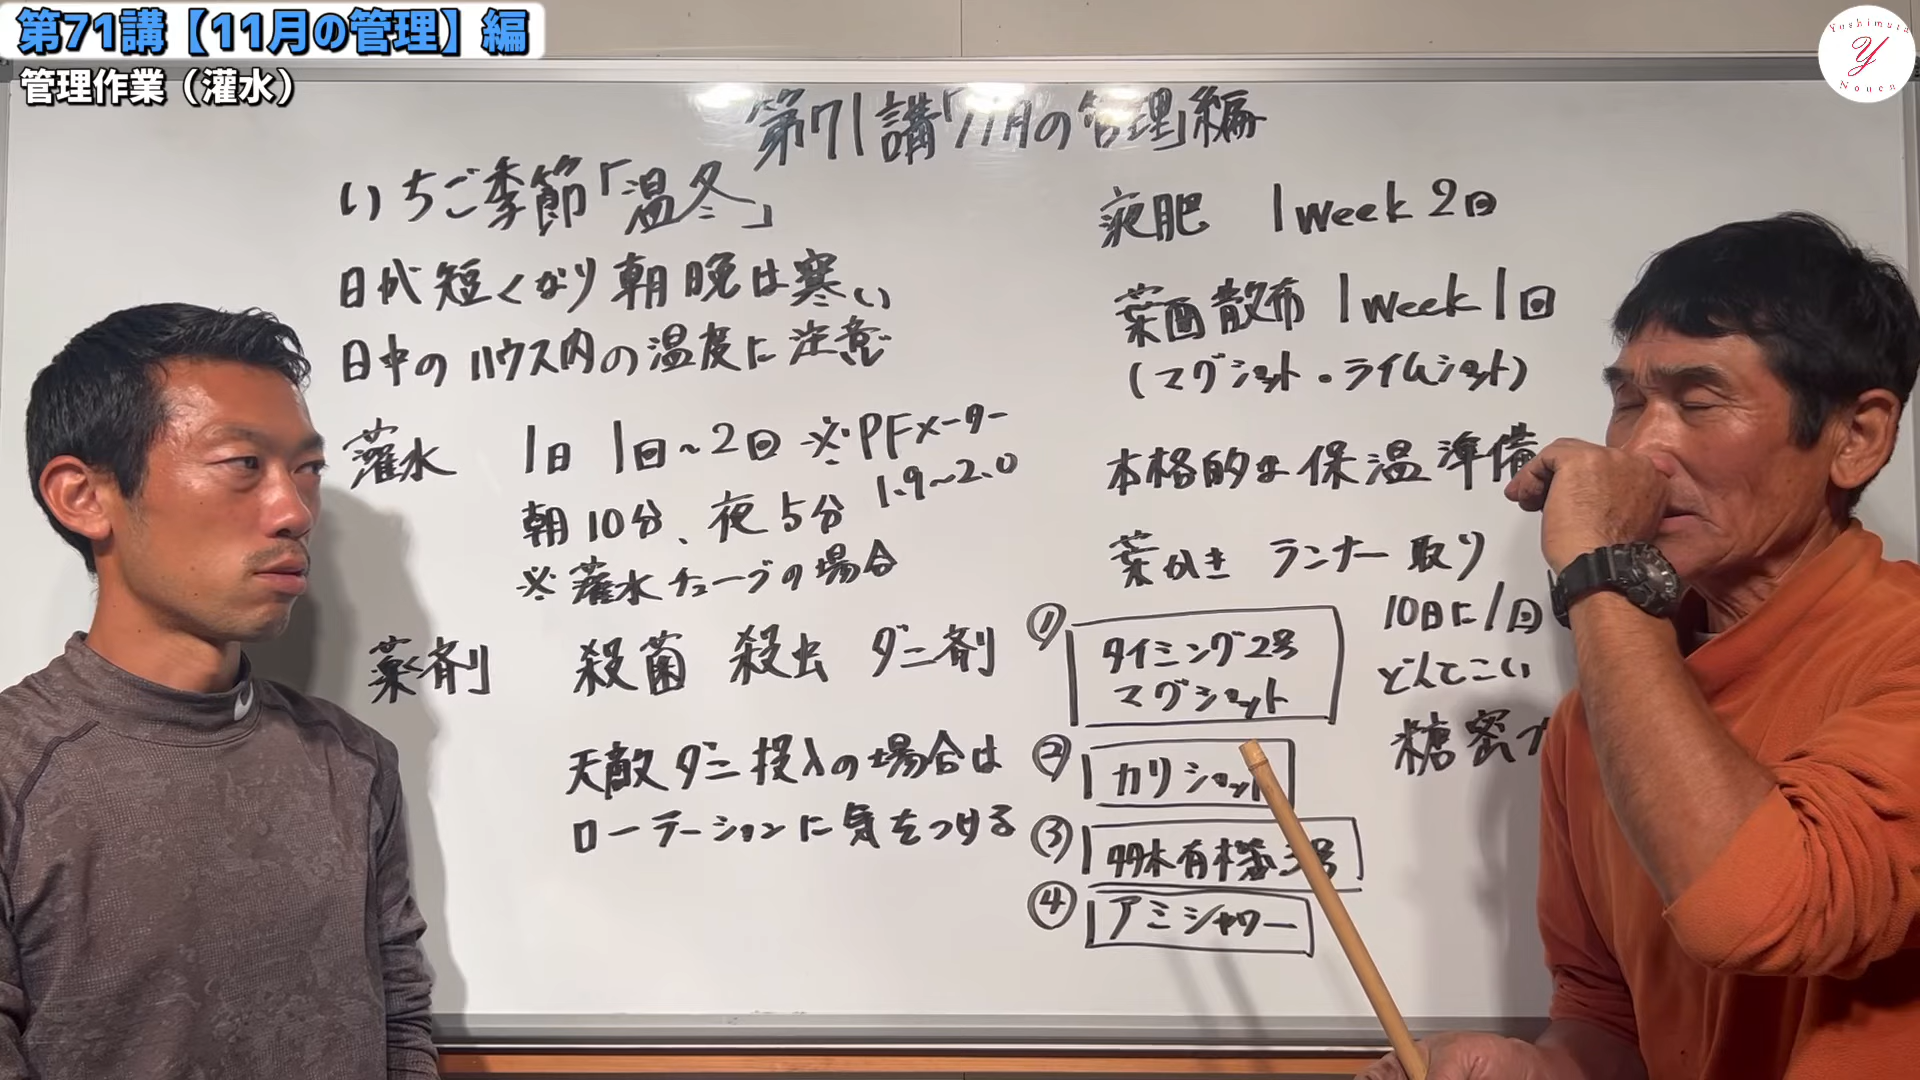 第71講【11月の管理】編
管理作業（灌水）
Yoshimura
Y
Nouen
第71講「11月の管理」編
いちご季節「温冬」
日が短くなり朝晩は寒い
日中のハウス内の温度に注意
灌水 1日 1回~2回 ※PFメーター
1.9~2.0
朝10分、夜5分
※灌水チューブの場合
薬剤 殺菌 殺虫 ダニ剤
天敵ダニ投入の場合は
ローテーションに気をつける
液肥 1week 2回
葉面散布 1week 1回
(マグショット・ライムショット)
本格的な保温準備
葉かき ランナー取り
10日に1回
どんてこい
糖蜜
① タイミング2号
マグショット
② カリショット
③ 有機 3号
④ アミシャワー